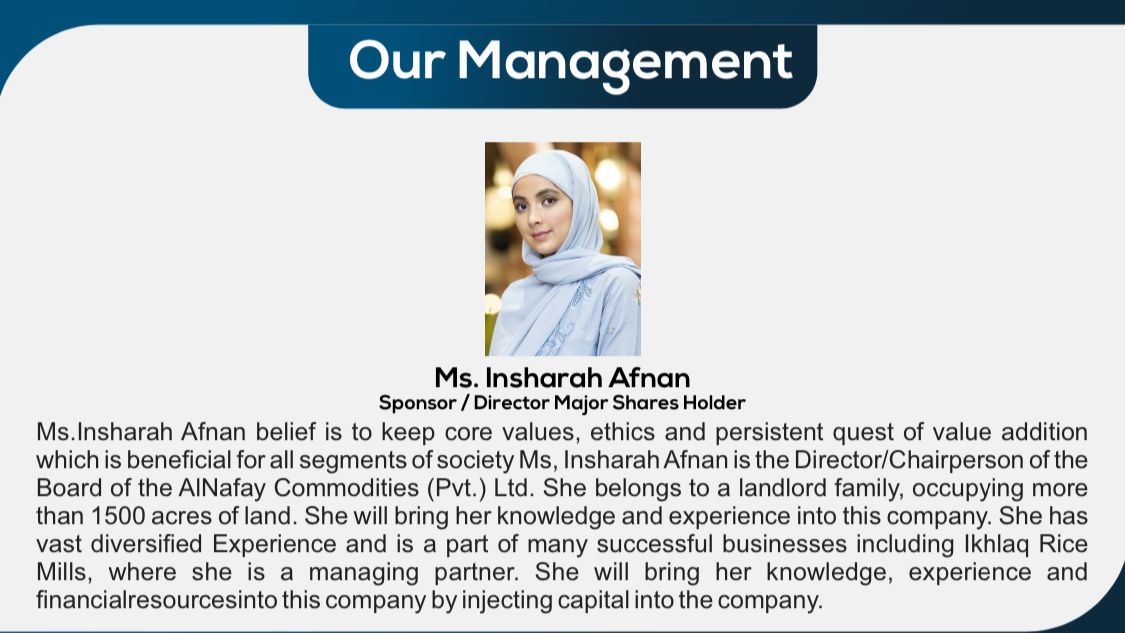 Our Management
Ms. Insharah Afnan
Sponsor / Director Major Shares Holder
Ms.Insharah Afnan belief is to keep core values, ethics and persistent quest of value addition
which is beneficial for all segments of society Ms, Insharah Afnan is the Director/Chairperson of the
Board of the AlNafay Commodities (Pvt.) Ltd. She belongs to a landlord family, occupying more
than 1500 acres of land. She will bring her knowledge and experience into this company. She has
vast diversified Experience and is a part of many successful businesses including Ikhlaq Rice
Mills, where she is a managing partner. She will bring her knowledge, experience and
financialresourcesinto this company by injecting capital into the company.